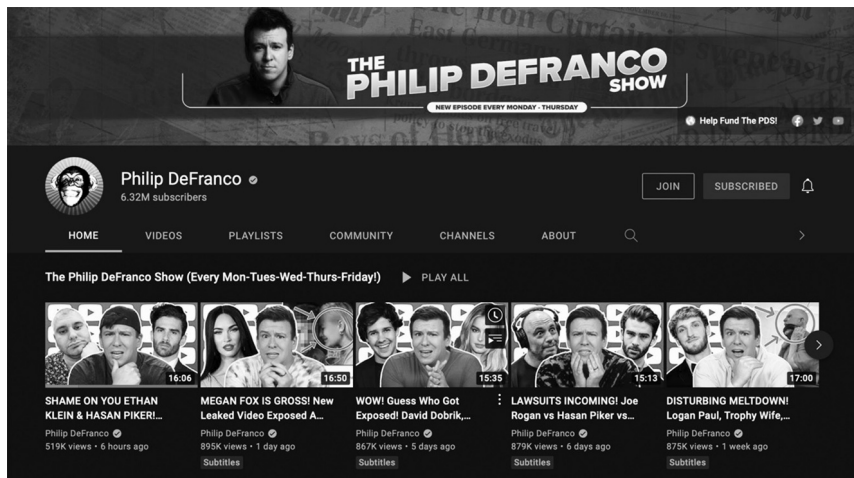 THE
PHILIP DEFRANCO
SHOW
NEW EPISODE EVERY MONDAY - THURSDAY
Help Fund The PDS!
Philip DeFranco
6.32M subscribers
JOIN
SUBSCRIBED
HOME
VIDEOS
PLAYLISTS
COMMUNITY
CHANNELS
ABOUT
The Philip DeFranco Show (Every Mon-Tues-Wed-Thurs-Friday!)
PLAY ALL
16:06
SHAME ON YOU ETHAN
KLEIN & HASAN PIKER!...
Philip DeFranco
519K views • 6 hours ago
16:50
MEGAN FOX IS GROSS! New
Leaked Video Exposed A...
Philip DeFranco
895K views • 1 day ago
Subtitles
15:35
WOW! Guess Who Got
Exposed! David Dobrik,...
Philip DeFranco
867K views • 5 days ago
Subtitles
15:13
LAWSUITS INCOMING! Joe
Rogan vs Hasan Piker vs...
Philip DeFranco
879K views • 6 days ago
Subtitles
17:00
DISTURBING MELTDOWN!
Logan Paul, Trophy Wife,...
Philip DeFranco
875K views • 1 week ago
Subtitles